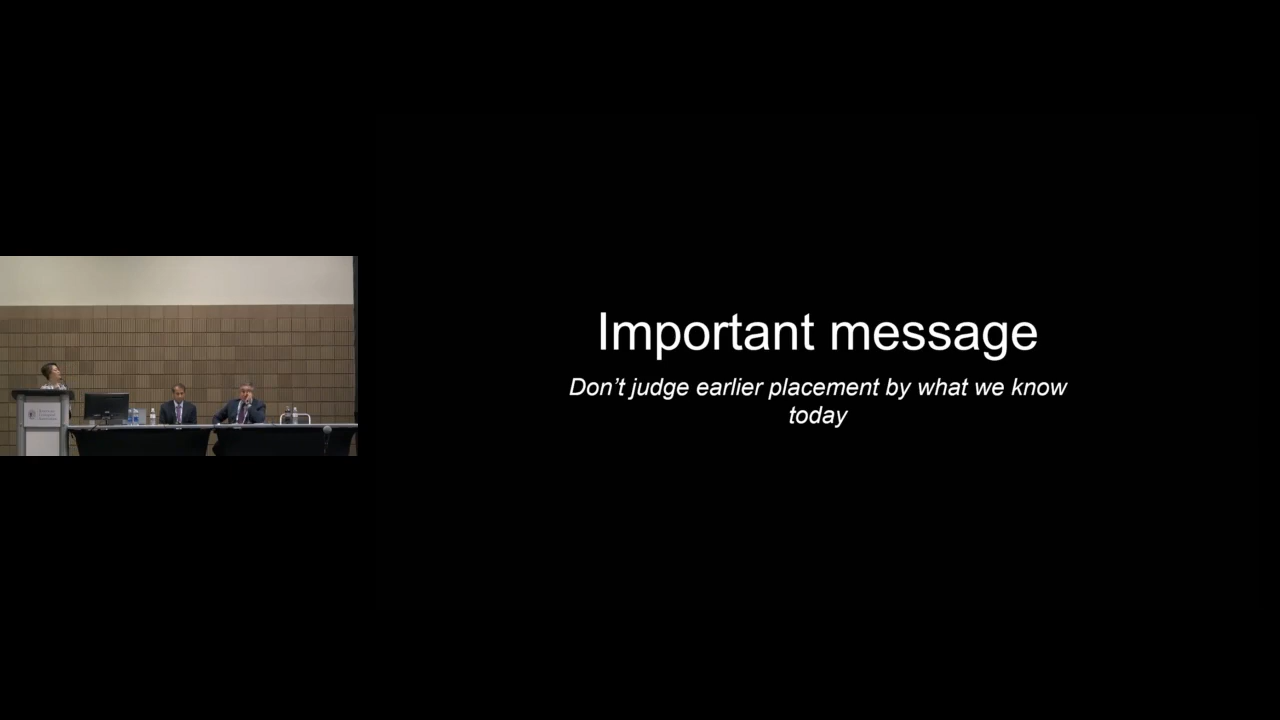 Important message
Don’t judge earlier placement by what we know
today